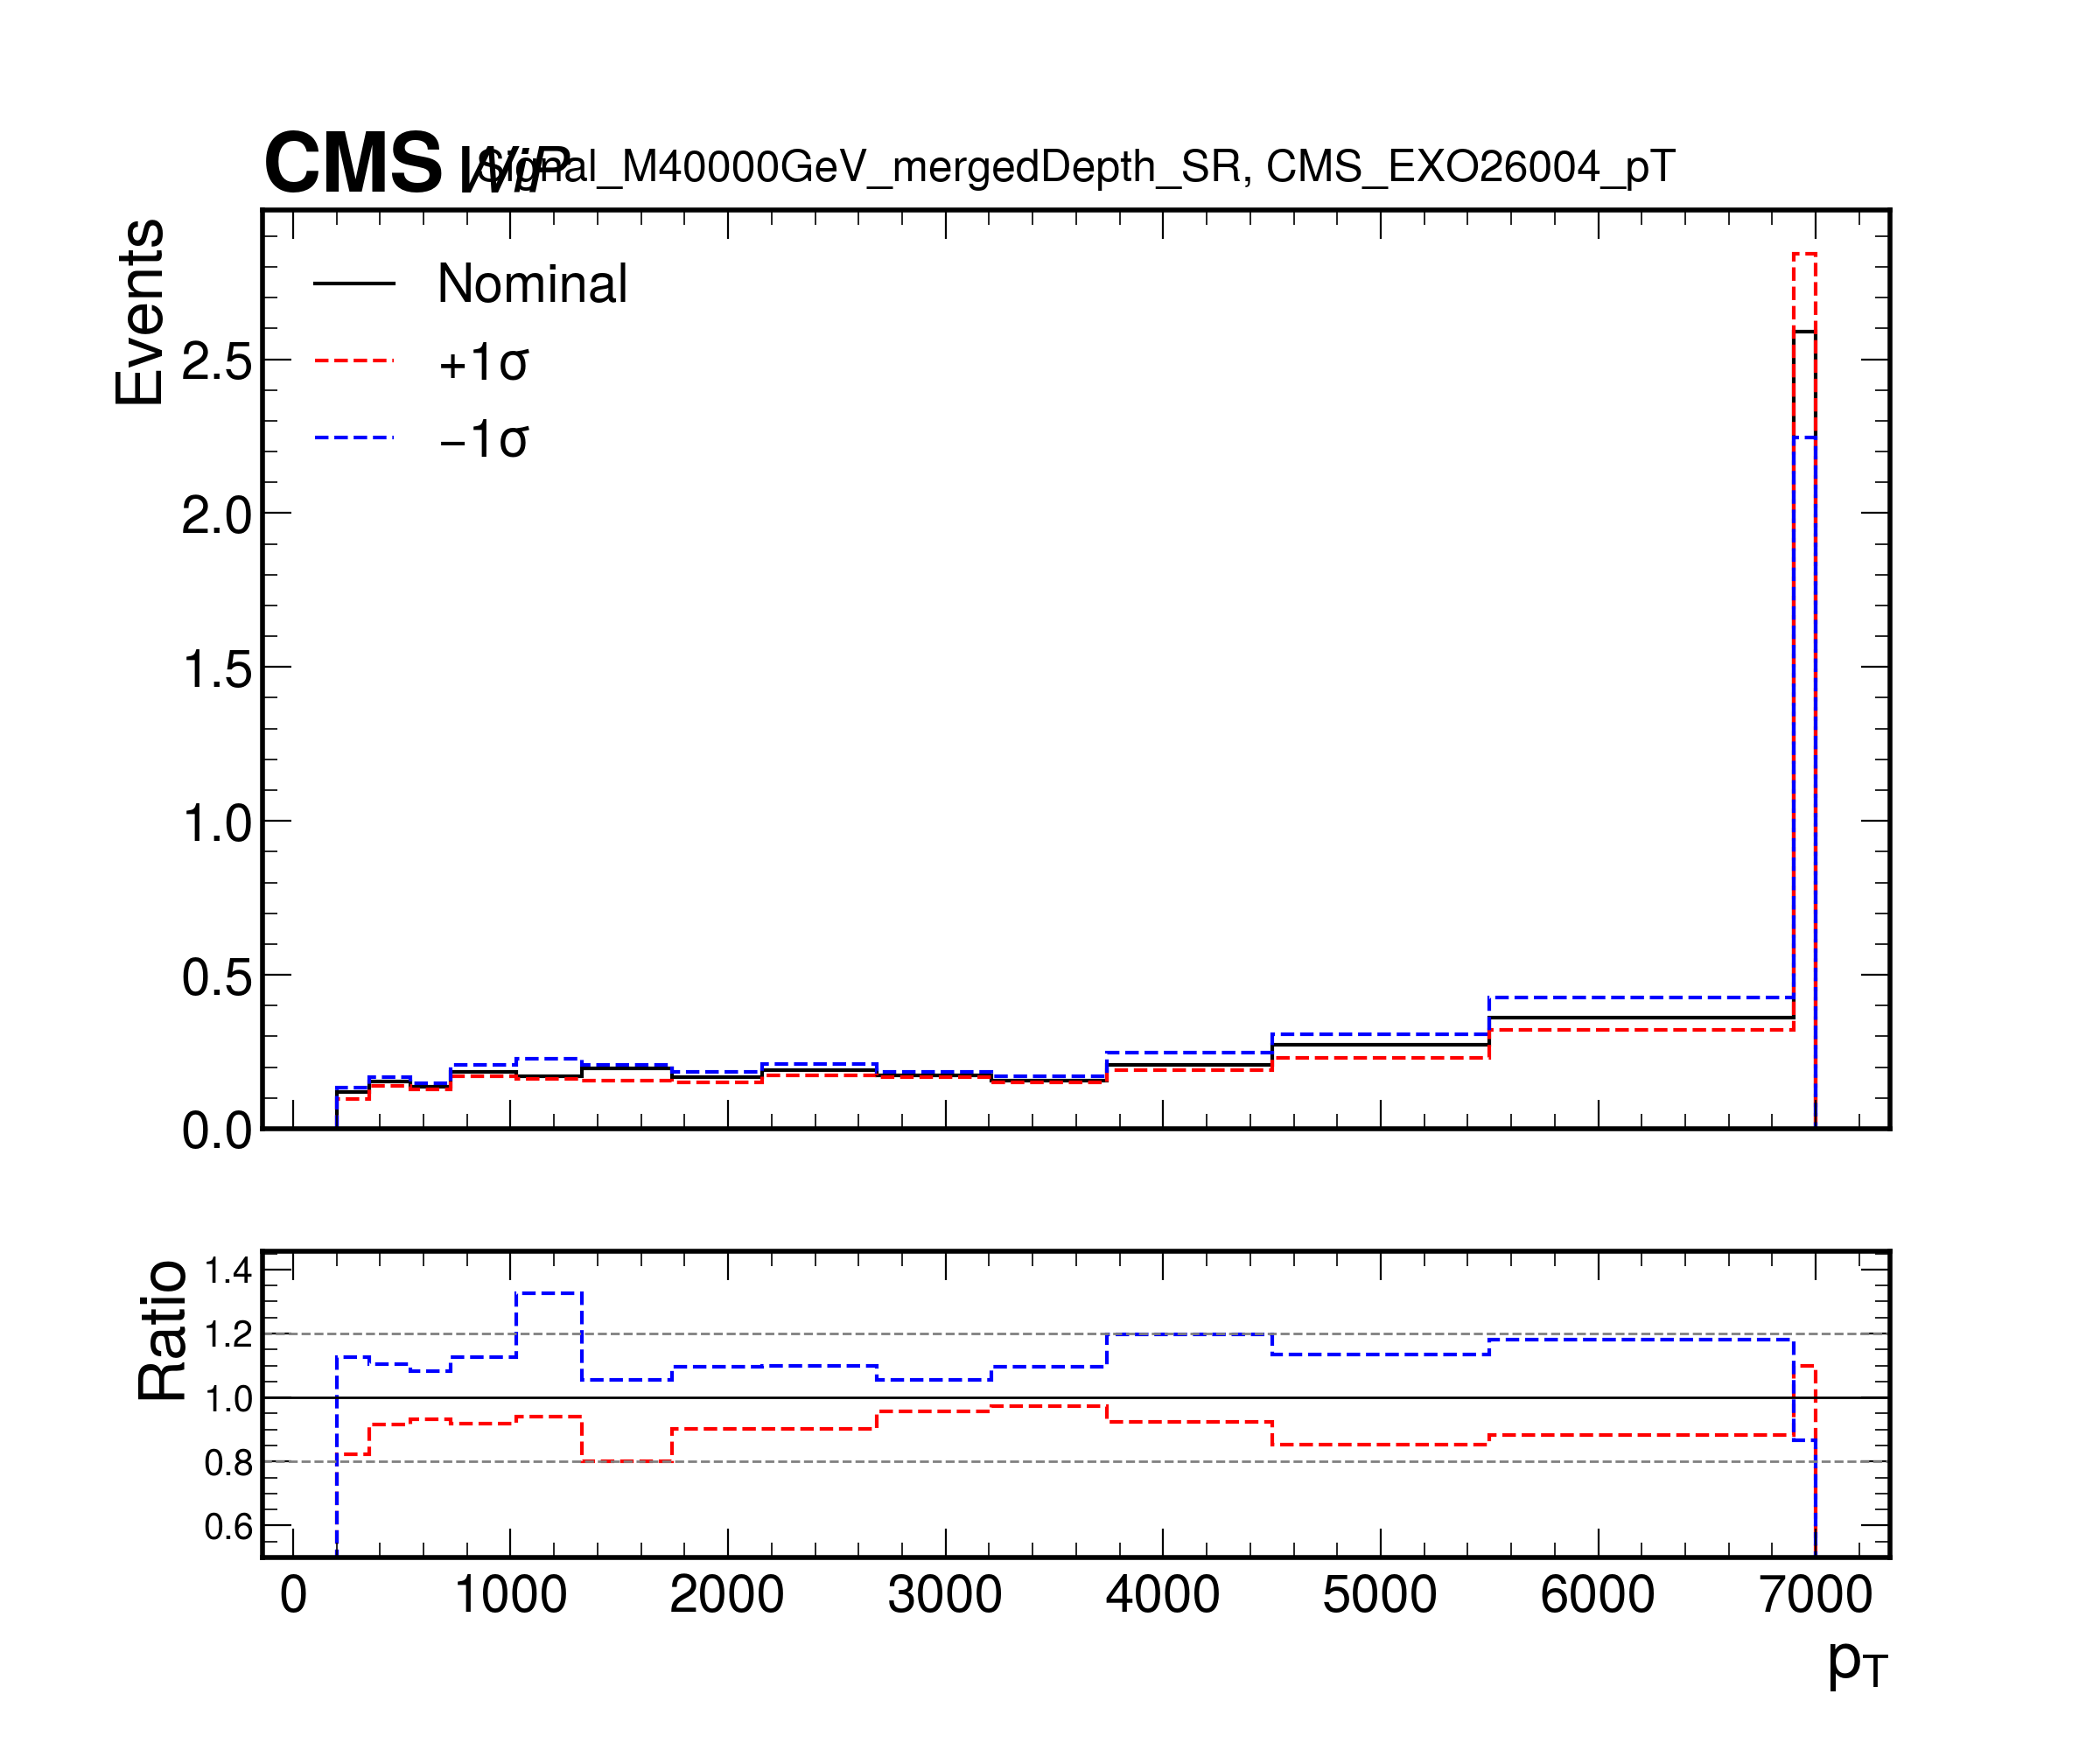 CMS WiP Signal_M40000GeV_mergedDepth_SR, CMS_EXO26004_pT
Events
Nominal
+1σ
−1σ
2.5
2.0
1.5
1.0
0.5
0.0
Ratio
1.4
1.2
1.0
0.8
0.6
0 1000 2000 3000 4000 5000 6000 7000
pT